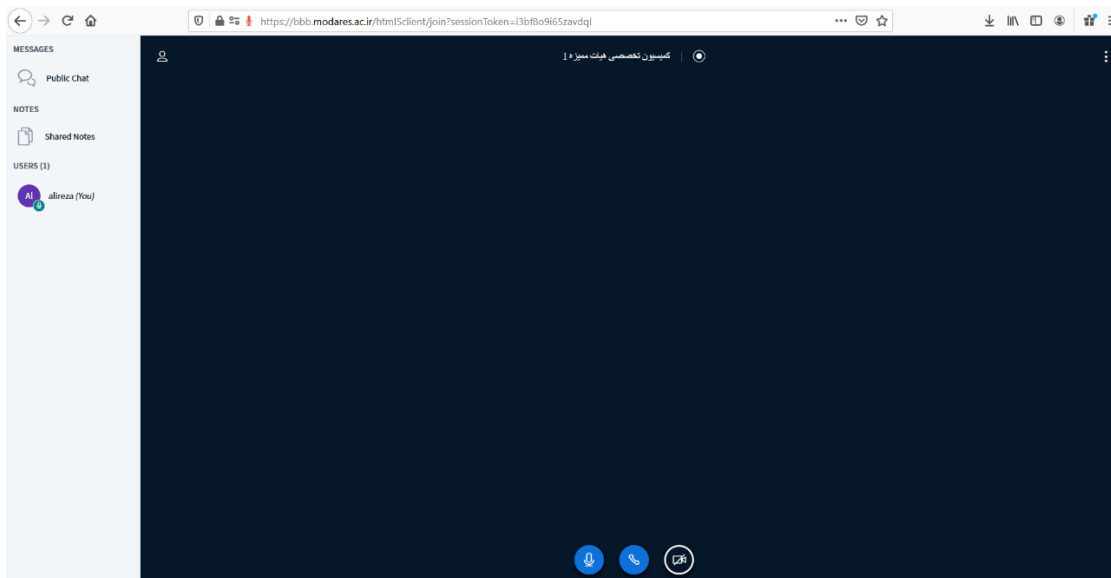 https://bbb.modares.ac.ir/html5client/join?sessionToken=i3bf8o9i65zavdql
MESSAGES
Public Chat
NOTES
Shared Notes
USERS (1)
Al
alireza (You)
کمیسیون تخصصی هیات ممیزه 1